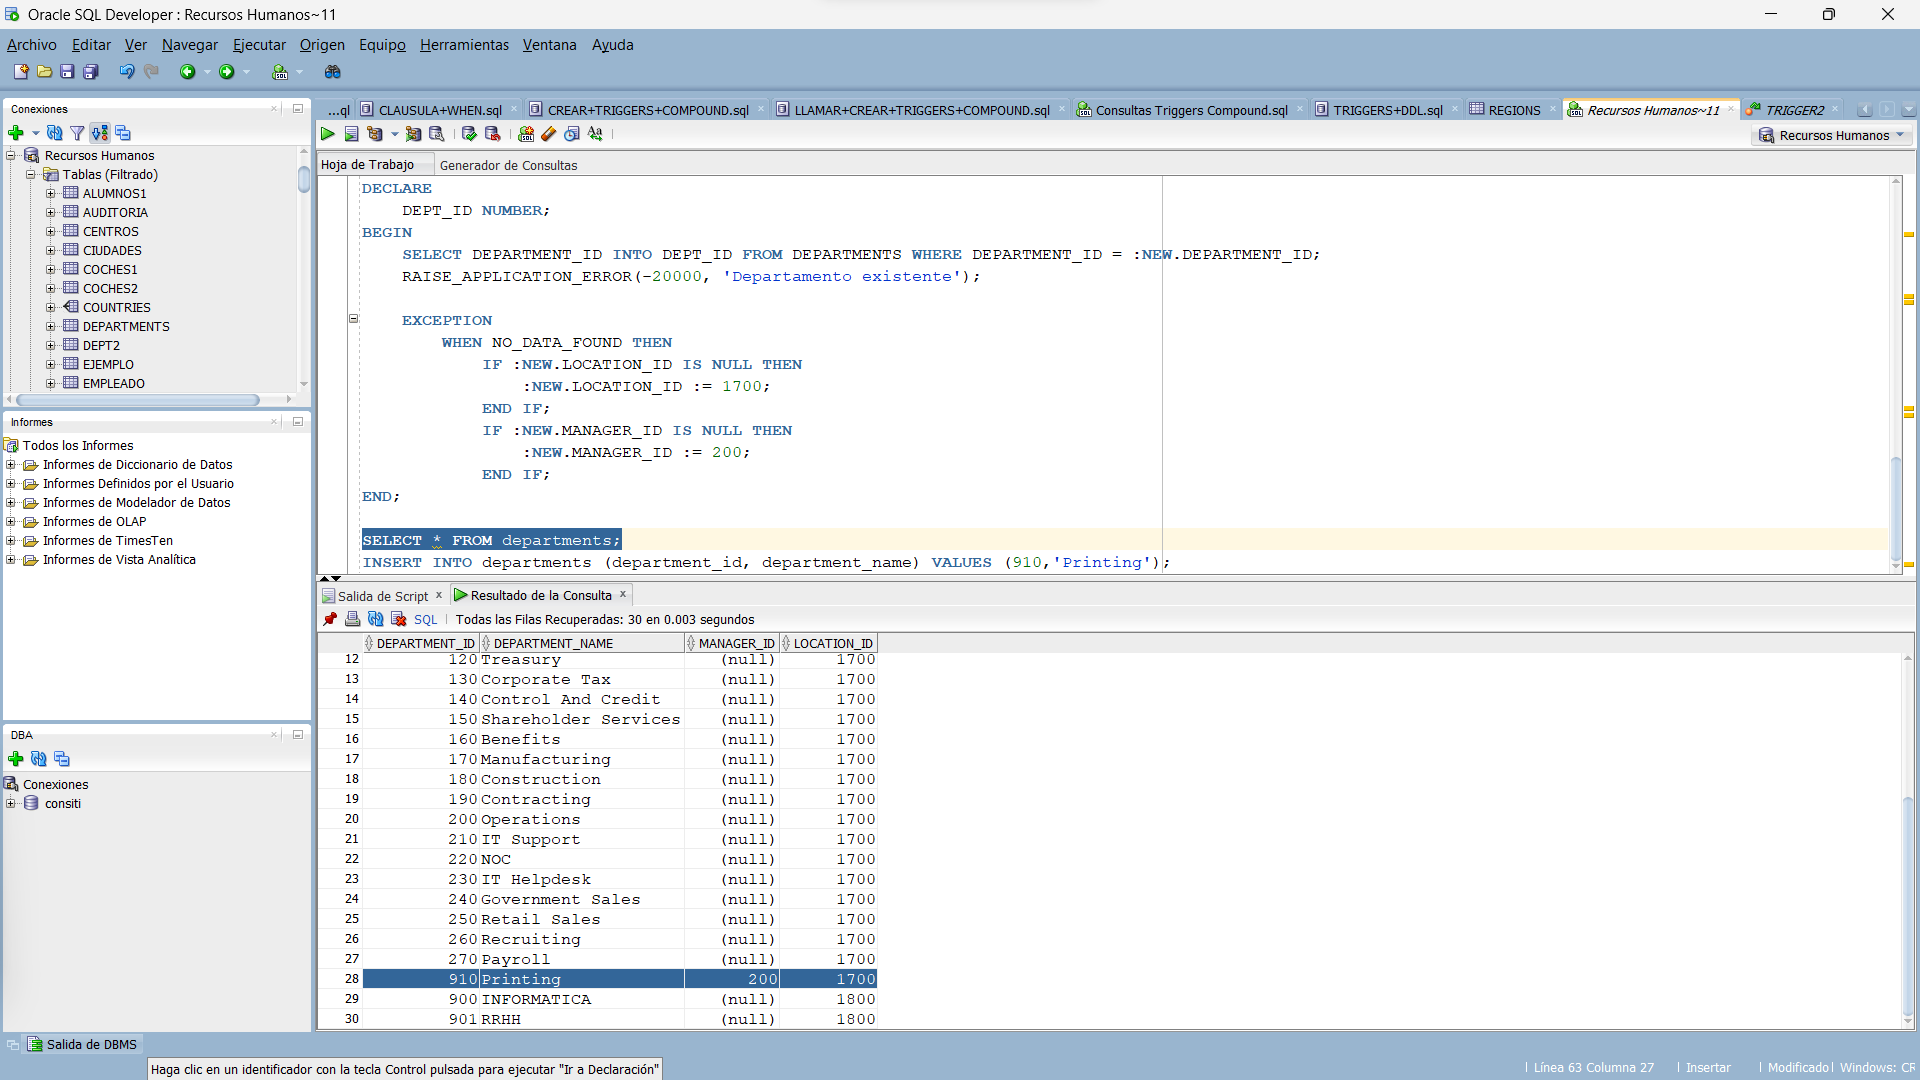 Oracle SQL Developer : Recursos Humanos~11
Archivo Editar Ver Navegar Ejecutar Origen Equipo Herramientas Ventana Ayuda
Conexiones
Recursos Humanos
Tablas (Filtrado)
ALUMNOS1
AUDITORIA
CENTROS
CIUDADES
COCHES1
COCHES2
COUNTRIES
DEPARTMENTS
DEPT2
EJEMPLO
EMPLEADO
Informes
Todos los Informes
Informes de Diccionario de Datos
Informes Definidos por el Usuario
Informes de Modelador de Datos
Informes de OLAP
Informes de TimesTen
Informes de Vista Analítica
DBA
Conexiones
consiti
...ql CLAUSULA+WHEN.sql CREAR+TRIGGERS+COMPOUND.sql LLAMAR+CREAR+TRIGGERS+COMPOUND.sql Consultas Triggers Compound.sql TRIGGERS+DDL.sql REGIONS Recursos Humanos~11 TRIGGER2
Aa
Recursos Humanos
Hoja de Trabajo Generador de Consultas
DECLARE
DEPT_ID NUMBER;
BEGIN
SELECT DEPARTMENT_ID INTO DEPT_ID FROM DEPARTMENTS WHERE DEPARTMENT_ID = :NEW.DEPARTMENT_ID;
RAISE_APPLICATION_ERROR(-20000, 'Departamento existente');
EXCEPTION
WHEN NO_DATA_FOUND THEN
IF :NEW.LOCATION_ID IS NULL THEN
:NEW.LOCATION_ID := 1700;
END IF;
IF :NEW.MANAGER_ID IS NULL THEN
:NEW.MANAGER_ID := 200;
END IF;
END;
SELECT * FROM departments;
INSERT INTO departments (department_id, department_name) VALUES (910,'Printing');
Salida de Script Resultado de la Consulta
SQL Todas las Filas Recuperadas: 30 en 0.003 segundos
DEPARTMENT_ID DEPARTMENT_NAME MANAGER_ID LOCATION_ID
12 120 Treasury (null) 1700
13 130 Corporate Tax (null) 1700
14 140 Control And Credit (null) 1700
15 150 Shareholder Services (null) 1700
16 160 Benefits (null) 1700
17 170 Manufacturing (null) 1700
18 180 Construction (null) 1700
19 190 Contracting (null) 1700
20 200 Operations (null) 1700
21 210 IT Support (null) 1700
22 220 NOC (null) 1700
23 230 IT Helpdesk (null) 1700
24 240 Government Sales (null) 1700
25 250 Retail Sales (null) 1700
26 260 Recruiting (null) 1700
27 270 Payroll (null) 1700
28 910 Printing 200 1700
29 900 INFORMATICA (null) 1800
30 901 RRHH (null) 1800
Salida de DBMS
Haga clic en un identificador con la tecla Control pulsada para ejecutar "Ir a Declaración"
Línea 63 Columna 27 Insertar Modificado Windows: CR